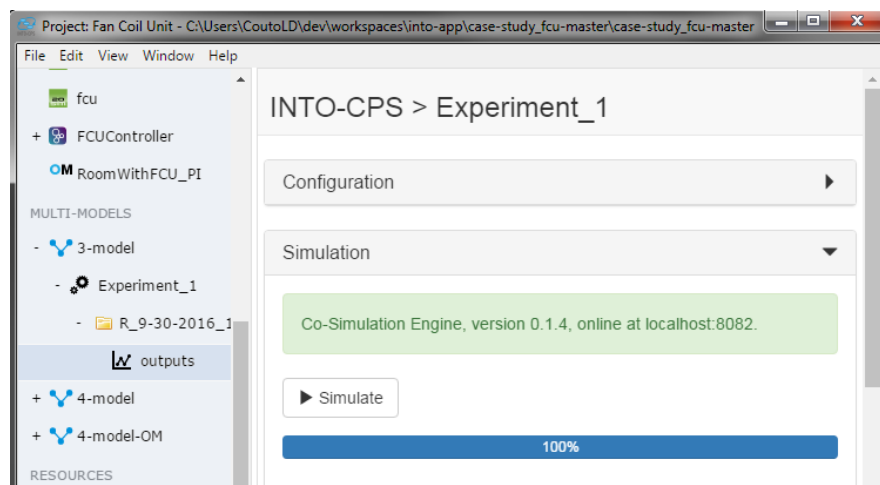 Project: Fan Coil Unit - C:\Users\CoutoLD\dev\workspaces\into-app\case-study_fcu-master\case-study_fcu-master
File Edit View Window Help
fcu
+ FCUController
OM RoomWithFCU_PI
MULTI-MODELS
- 3-model
- Experiment_1
- R_9-30-2016_1
outputs
+ 4-model
+ 4-model-OM
RESOURCES
INTO-CPS > Experiment_1
Configuration
Simulation
Co-Simulation Engine, version 0.1.4, online at localhost:8082.
Simulate
100%